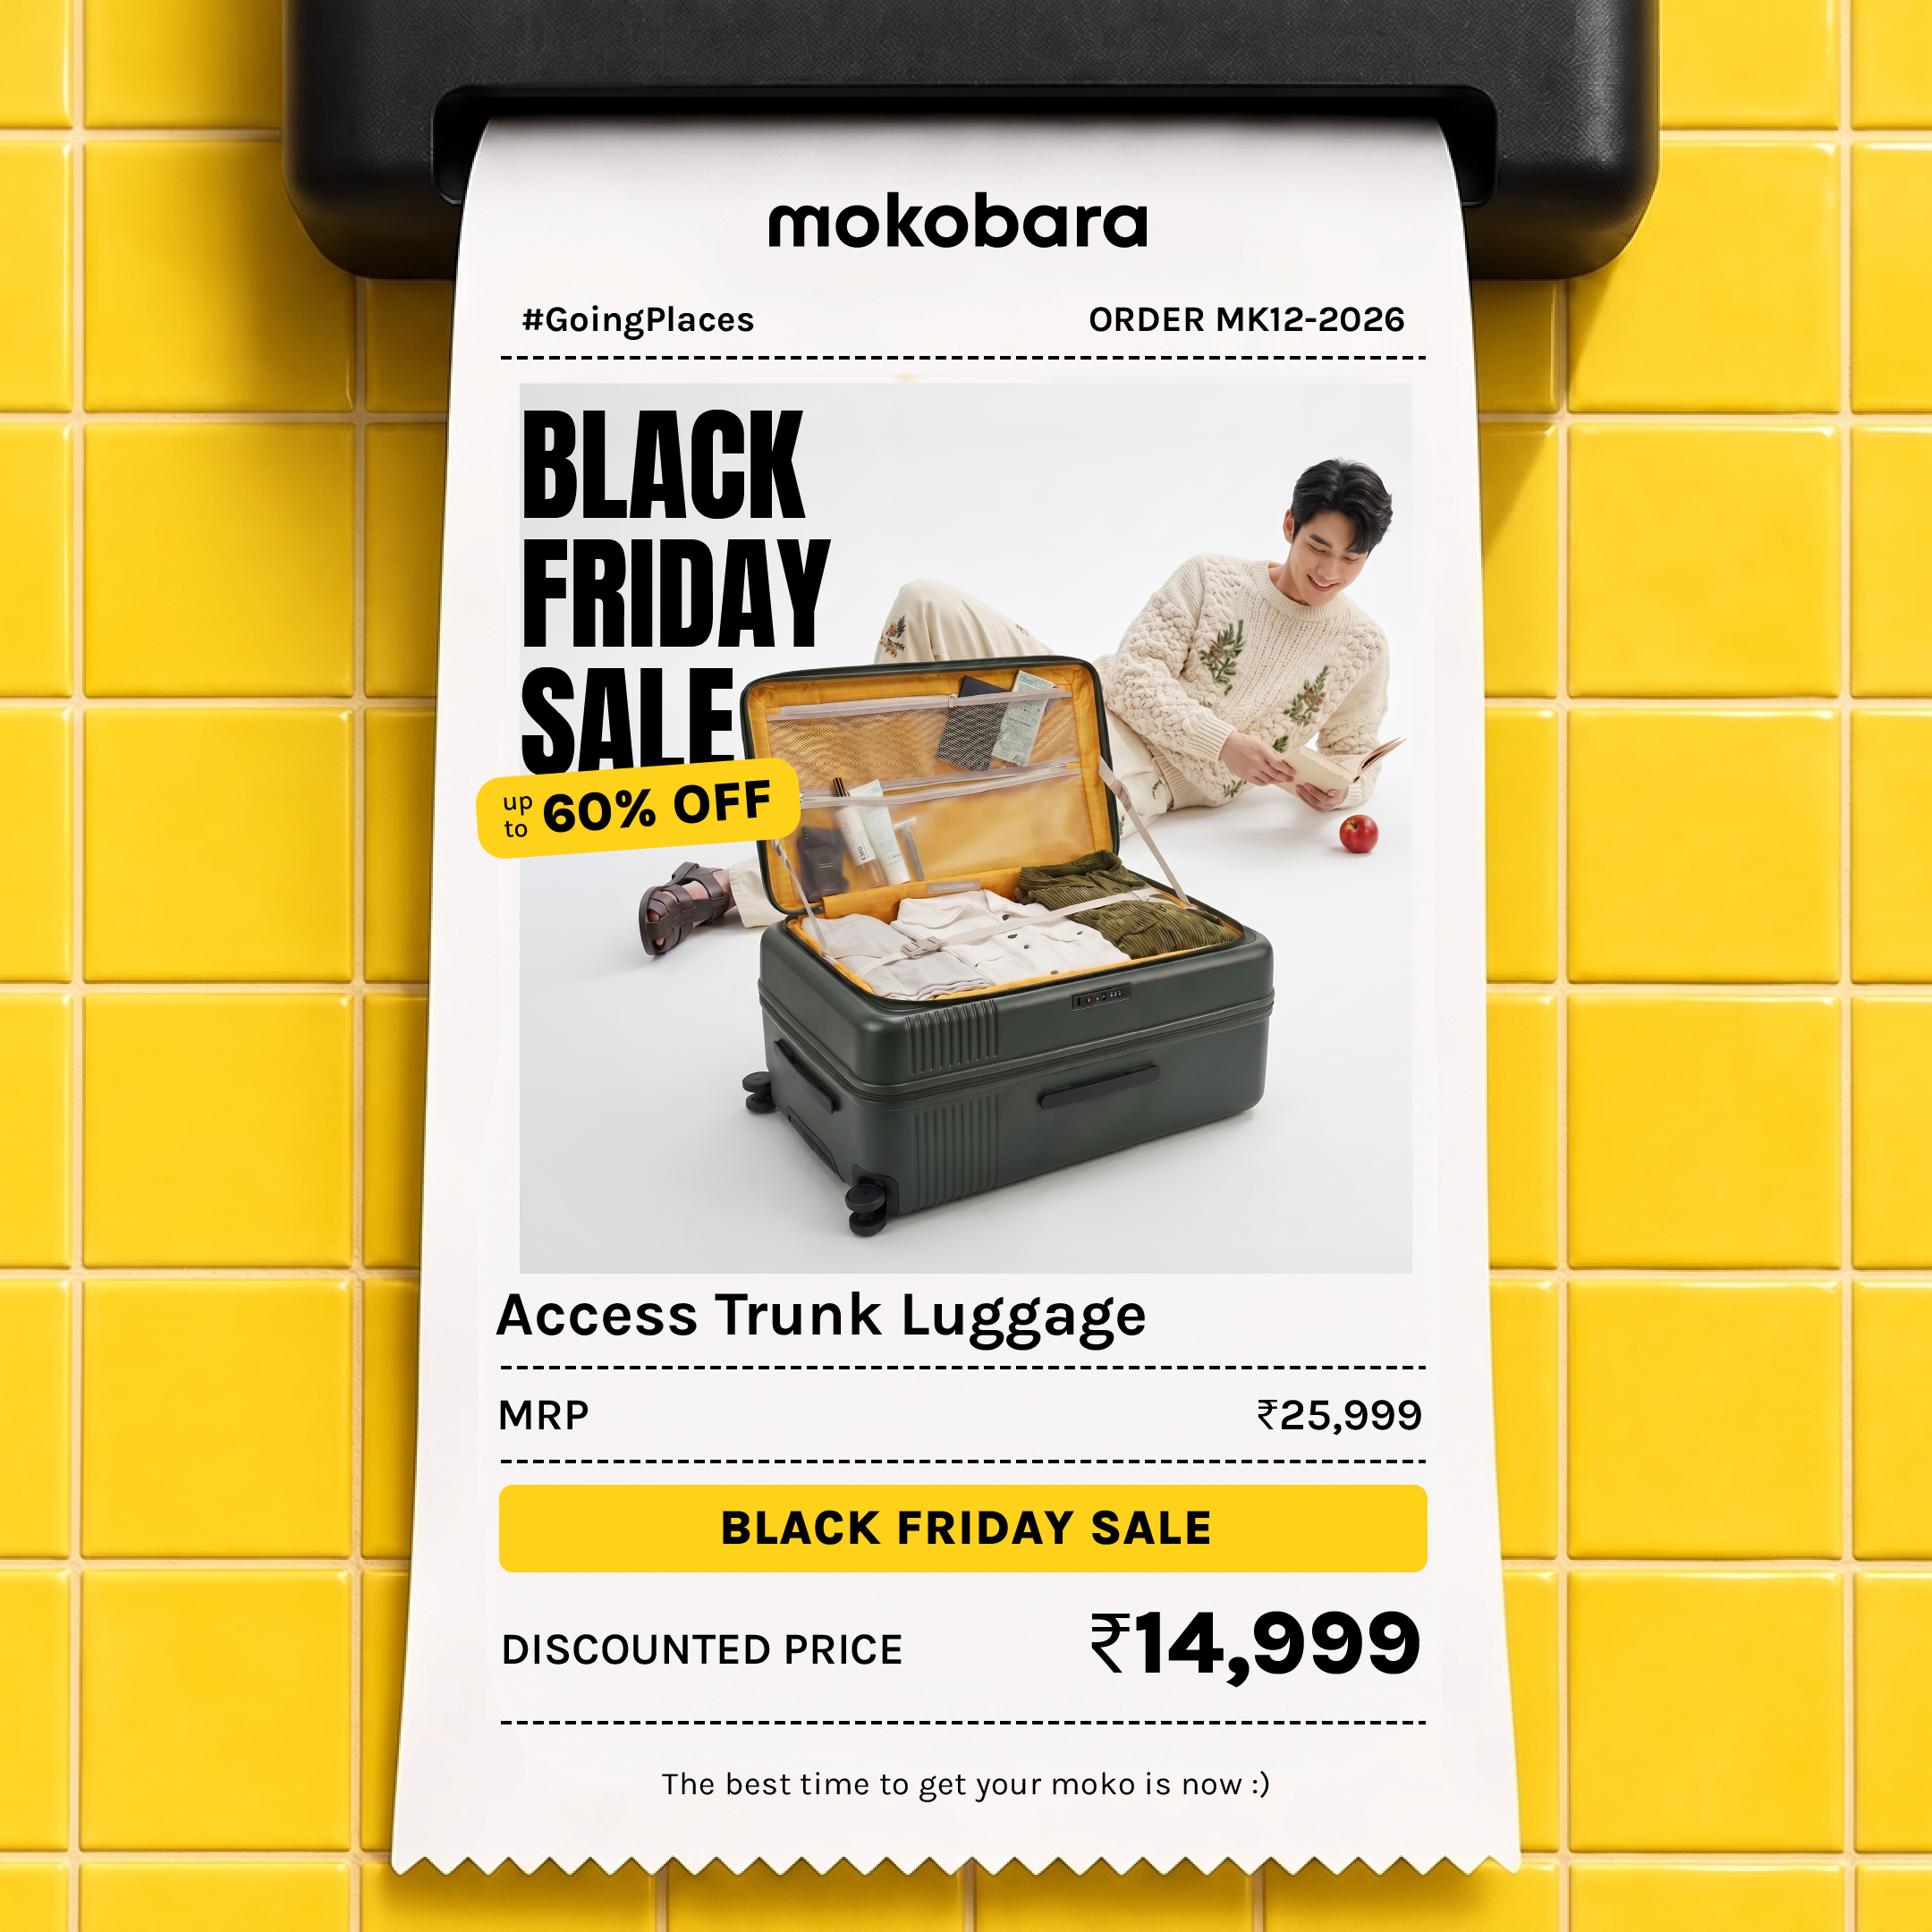 mokobara
#GoingPlaces
ORDER MK12-2026
BLACK
FRIDAY
SALE
up
to
60% OFF
Access Trunk Luggage
MRP
₹25,999
BLACK FRIDAY SALE
DISCOUNTED PRICE
₹14,999
The best time to get your moko is now :)